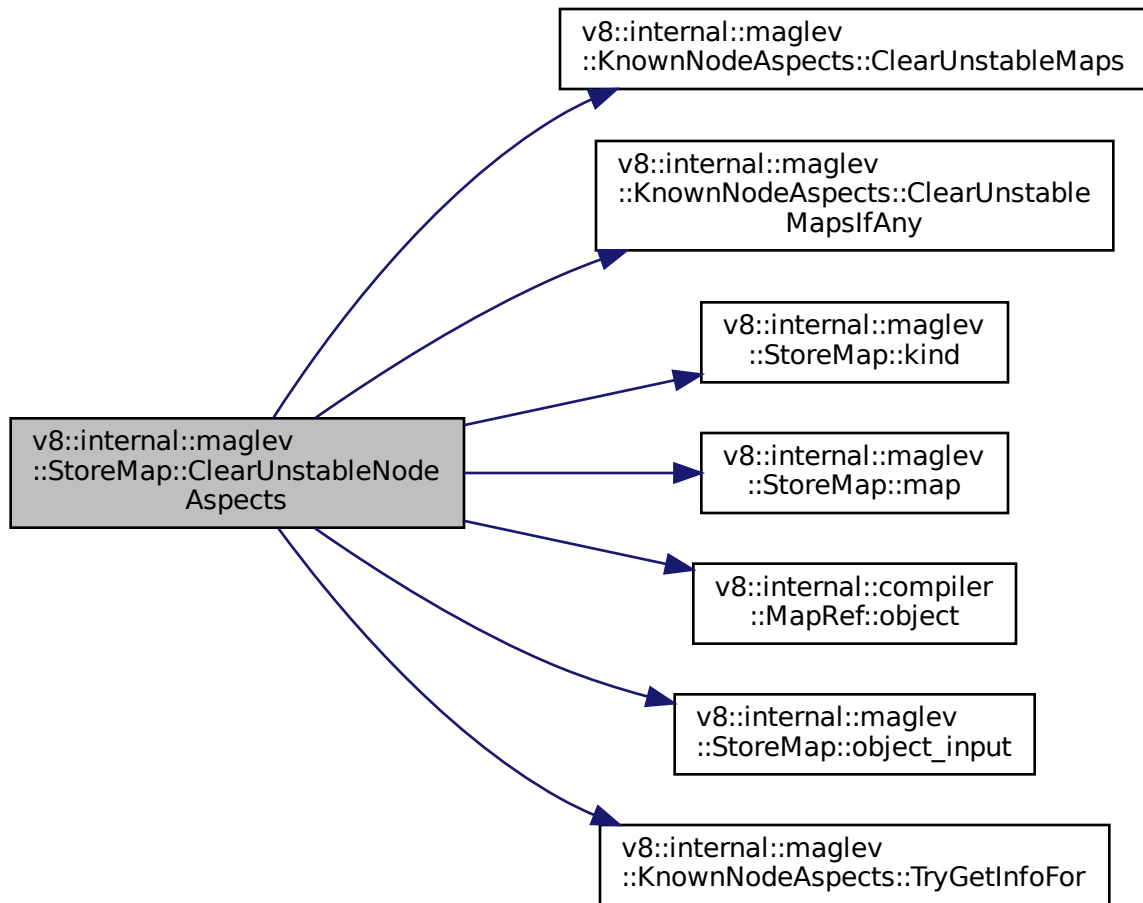 v8::internal::maglev
::KnownNodeAspects::ClearUnstableMaps
v8::internal::maglev
::KnownNodeAspects::ClearUnstable
MapsIfAny
v8::internal::maglev
::StoreMap::kind
v8::internal::maglev
::StoreMap::ClearUnstableNode
Aspects
v8::internal::maglev
::StoreMap::map
v8::internal::compiler
::MapRef::object
v8::internal::maglev
::StoreMap::object_input
v8::internal::maglev
::KnownNodeAspects::TryGetInfoFor